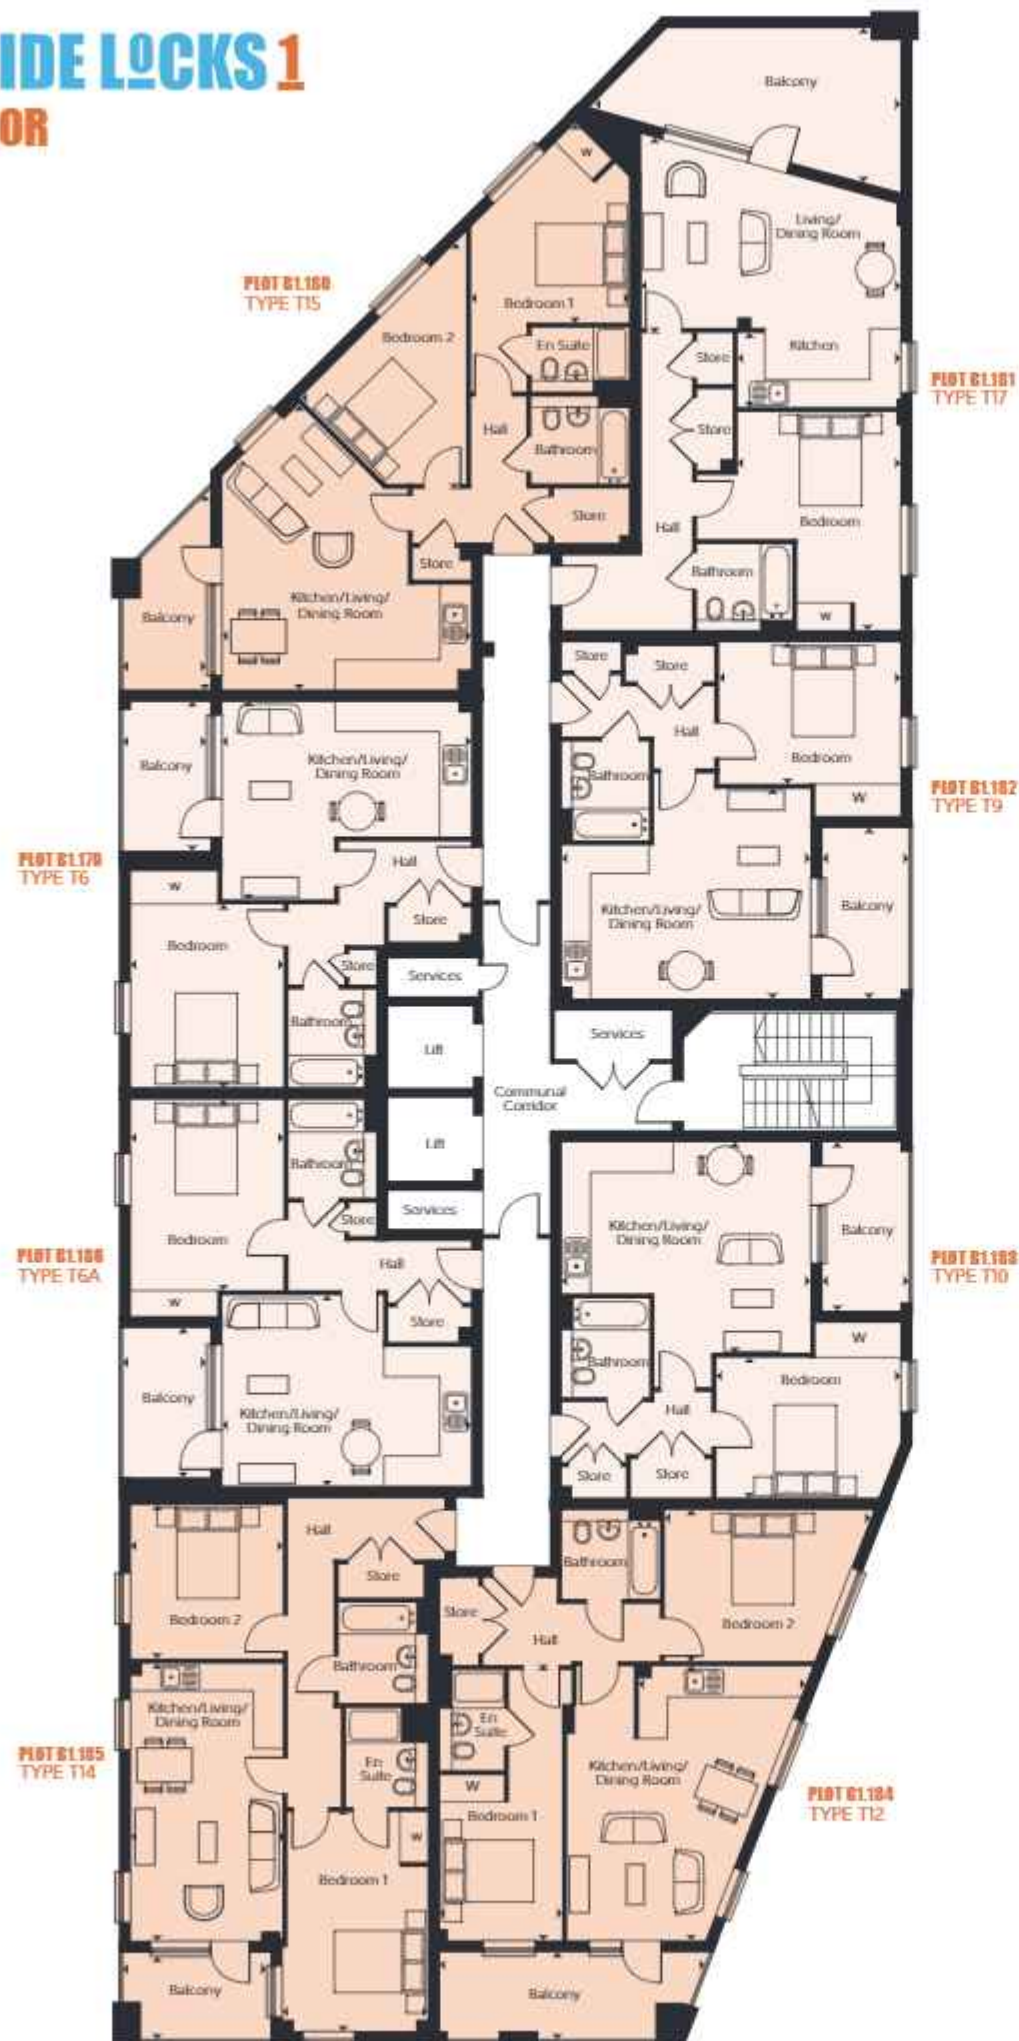 IDE LOCKS 1
OR
Balcony
W
Living/
Dining Room
PLOT B1.180
TYPE T15
Bedroom 1
Bedroom 2
En Suite
Kitchen
Store
PLOT B1.181
TYPE T17
Hall
Bathroom
Store
Store
Bedroom
Hall
Store
Bathroom
Kitchen/Living/
Dining Room
Balcony
W
Store
Store
Hall
Bedroom
Balcony
Kitchen/Living/
Dining Room
Bathroom
PLOT B1.182
TYPE T9
W
PLOT B1.179
TYPE T6
Hall
W
Store
Kitchen/Living/
Dining Room
Balcony
Bedroom
Store
Services
Bathroom
Services
Lift
Communal
Corridor
Lift
Bathroom
Store
Services
Bedroom
Kitchen/Living/
Dining Room
Balcony
PLOT B1.186
TYPE T6A
Hall
PLOT B1.183
TYPE T10
W
Store
W
Bathroom
Bedroom
Balcony
Kitchen/Living/
Dining Room
Hall
Store
Store
Hall
Bathroom
Store
Bedroom 2
Store
Bedroom 2
Hall
Bathroom
Kitchen/Living/
Dining Room
En
Suite
PLOT B1.185
TYPE T14
En
Suite
Kitchen/Living/
Dining Room
W
PLOT B1.184
TYPE T12
Bedroom 1
W
Bedroom 1
Balcony
Balcony